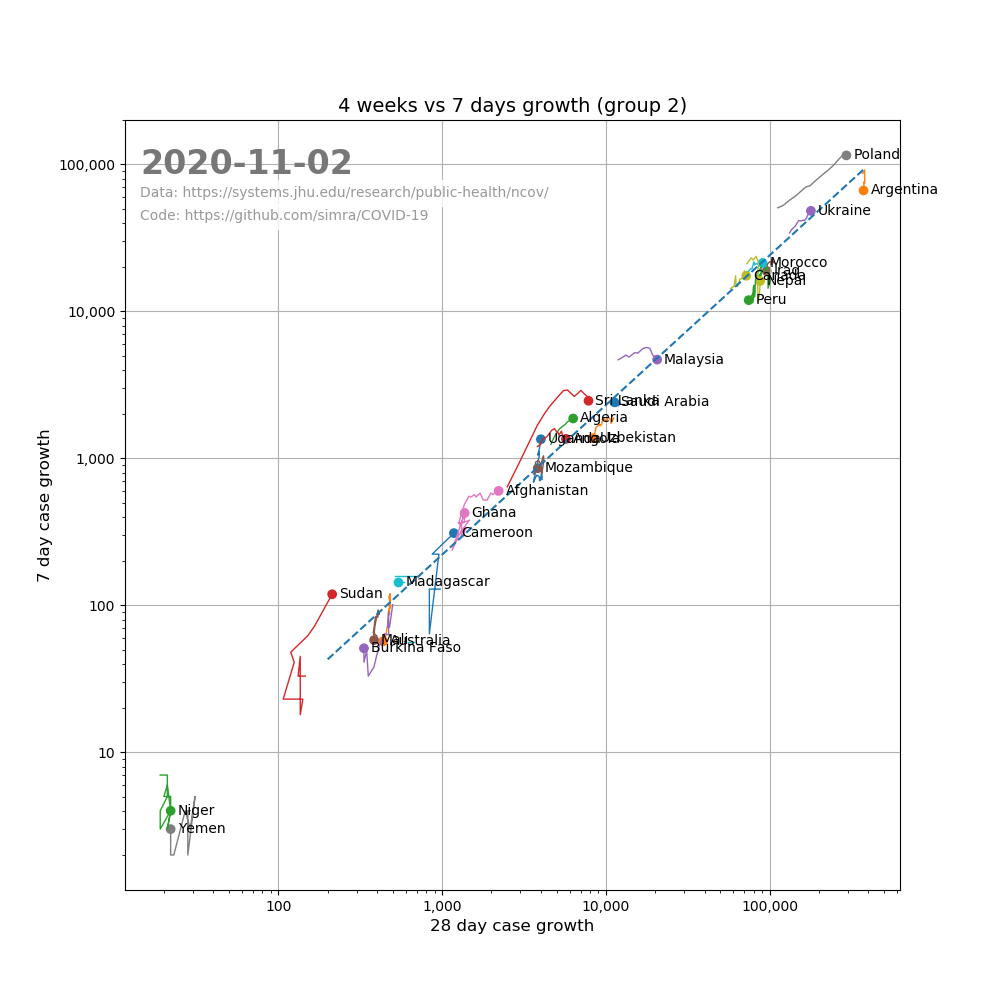 4 weeks vs 7 days growth (group 2)
2020-11-02
Data: https://systems.jhu.edu/research/public-health/ncov/
Code: https://github.com/simra/COVID-19
7 day case growth
100,000
10,000
1,000
100
10
Poland
Argentina
Ukraine
Morocco
Iraq
Canada
Nepal
Peru
Malaysia
Sri Lanka
Saudi Arabia
Algeria
Uganda
Angola
Uzbekistan
Mozambique
Afghanistan
Ghana
Cameroon
Madagascar
Sudan
Mali
Australia
Burkina Faso
Niger
Yemen
100
1,000
10,000
100,000
28 day case growth